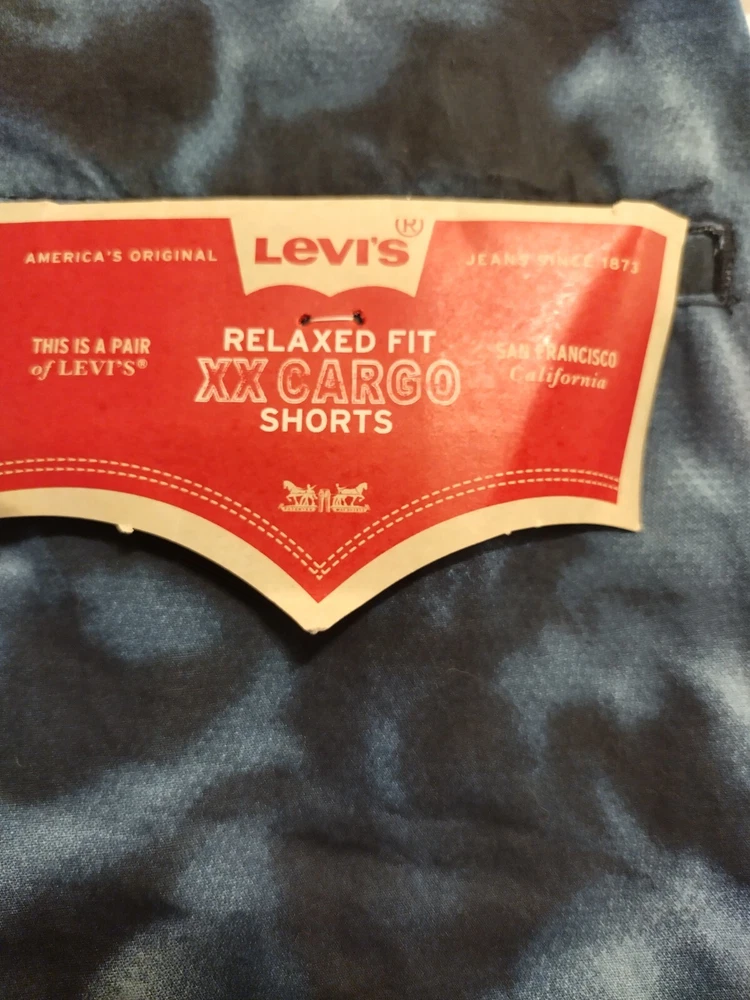 AMERICA'S ORIGINAL
LEVI'S®
JEANS SINCE 1873
THIS IS A PAIR
of LEVI'S®
RELAXED FIT
XX CARGO
SHORTS
SAN FRANCISCO
California